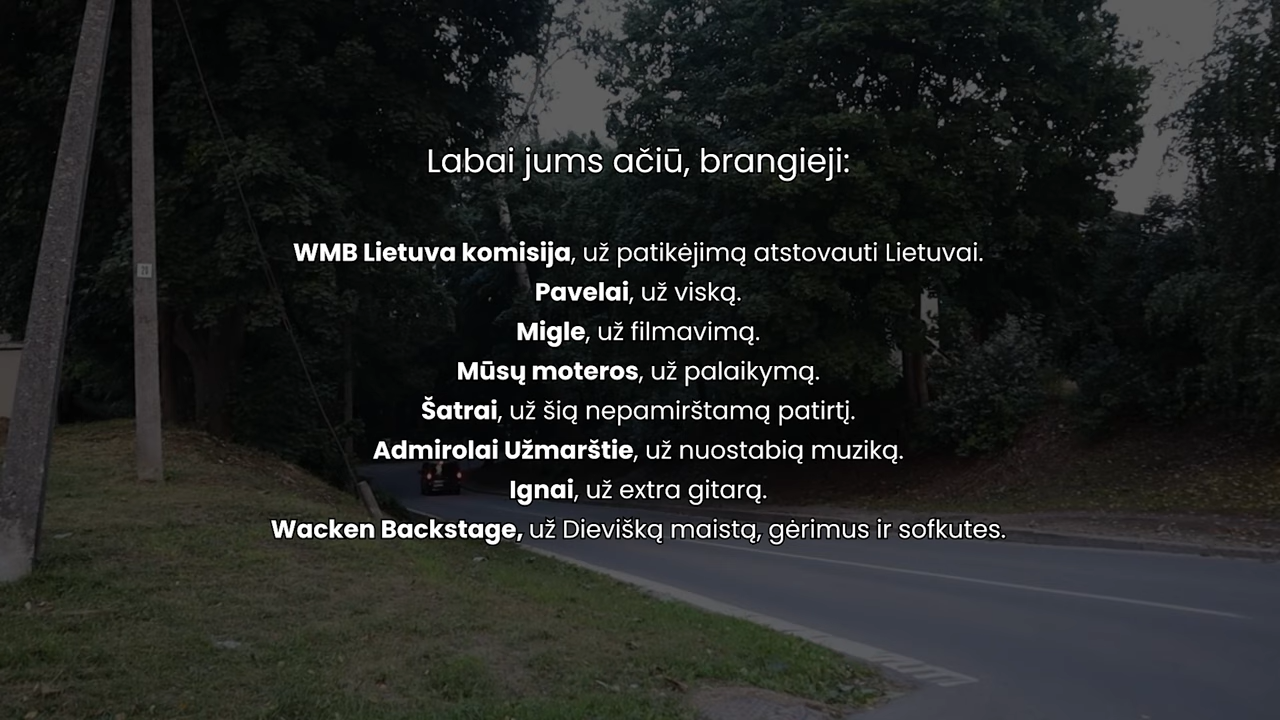 Labai jums ačiū, brangieji:
WMB Lietuva komisija, už patikėjimą atstovauti Lietuvai.
Pavelai, už viską.
Migle, už filmavimą.
Mūsų moteros, už palaikymą.
Šatrai, už šią nepamirštamą patirtį.
Admirolai Užmarštie, už nuostabią muziką.
Ignai, už extra gitarą.
Wacken Backstage, už Dievišką maistą, gėrimus ir sofkutes.